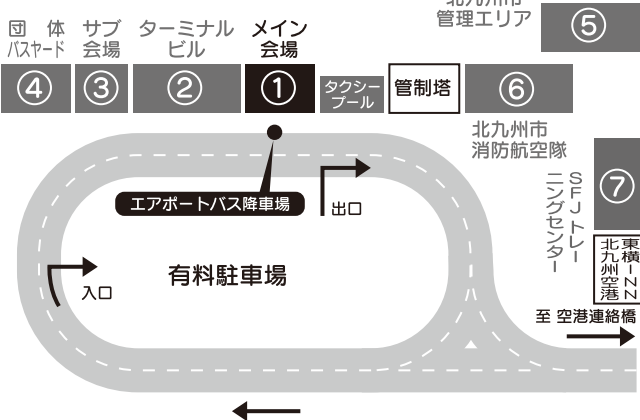 北九州市
管理エリア
⑤
団 体
バスヤード
サブ
会場
ターミナル
ビル
メイン
会場
④
③
②
①
タクシー
プール
管制塔
⑥
北九州市
消防航空隊
SFJトレー
ニングセンター
⑦
東横INN
北九州空港
エアポートバス降車場
出口
入口
有料駐車場
至 空港連絡橋